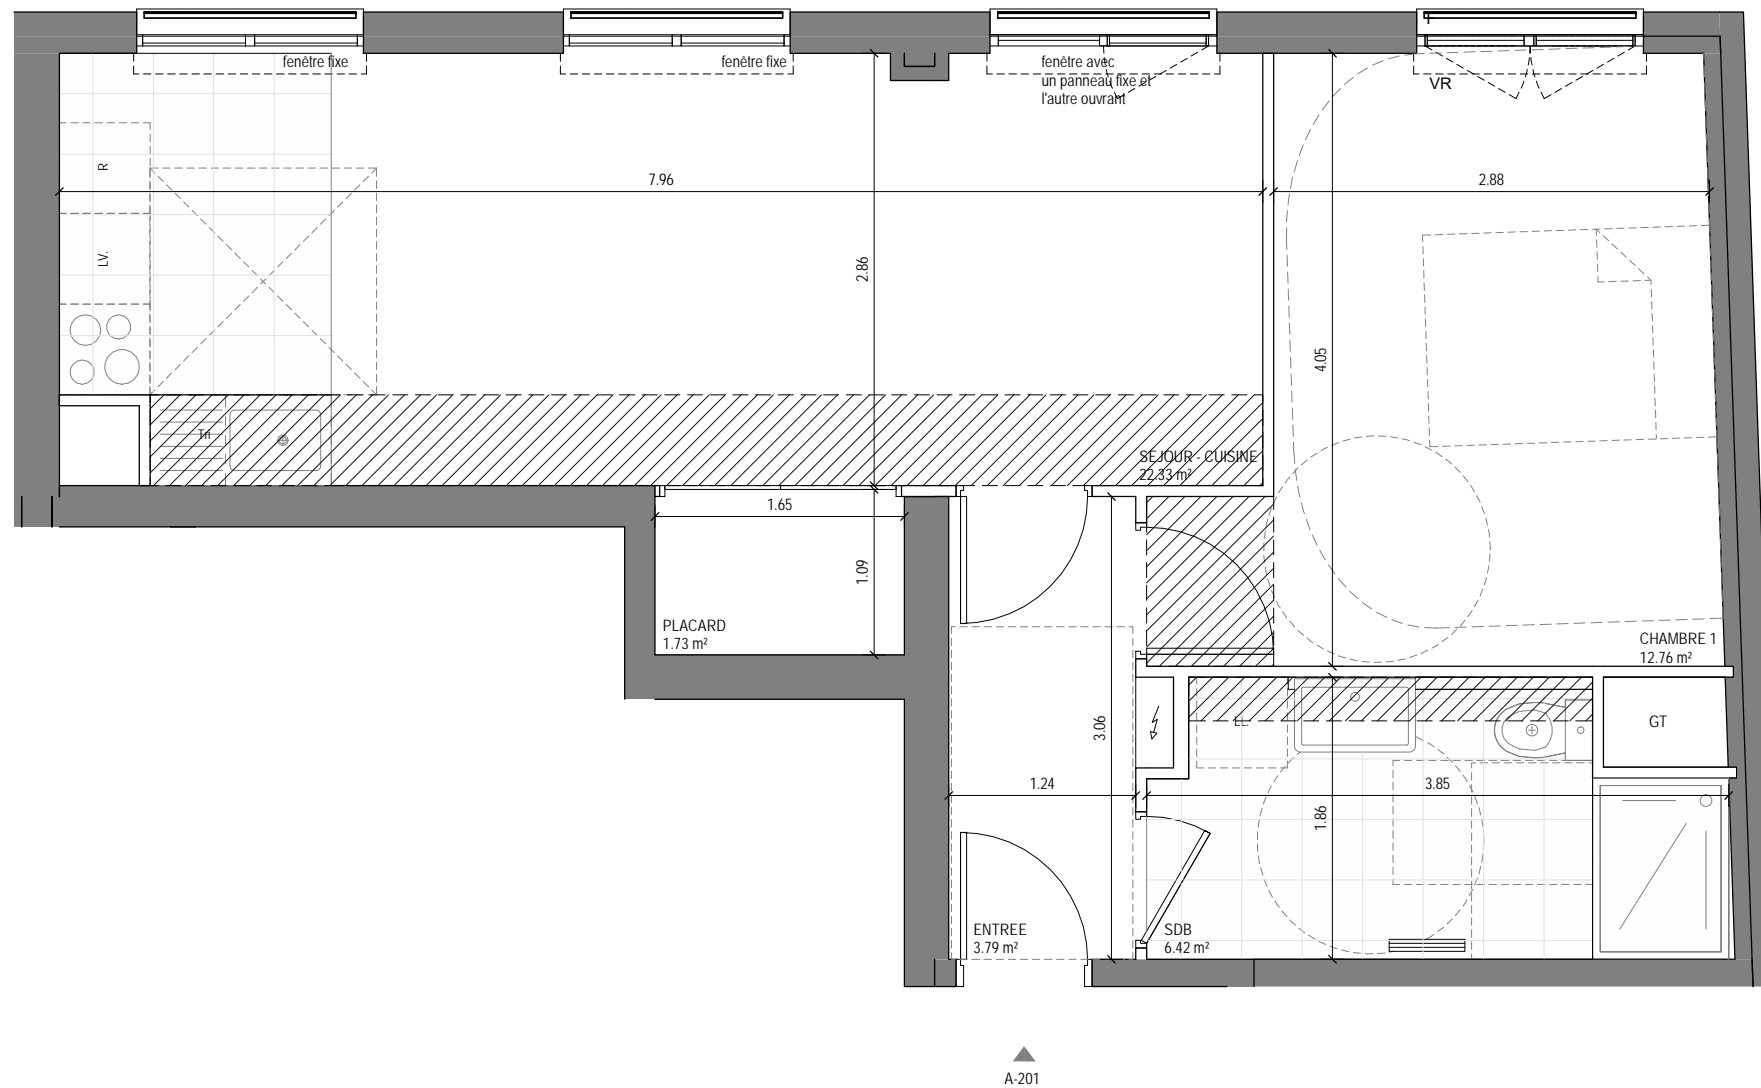 fenêtre fixe
fenêtre fixe
fenêtre avec
un panneau fixe et
l'autre ouvrant
VR
R
7.96
2.88
LV.
2.86
4.05
Tri
SEJOUR - CUISINE
22.33 m²
1.65
1.09
PLACARD
1.73 m²
CHAMBRE 1
12.76 m²
3.06
LL.
GT
1.24
3.85
1.86
ENTREE
3.79 m²
SDB
6.42 m²
A-201